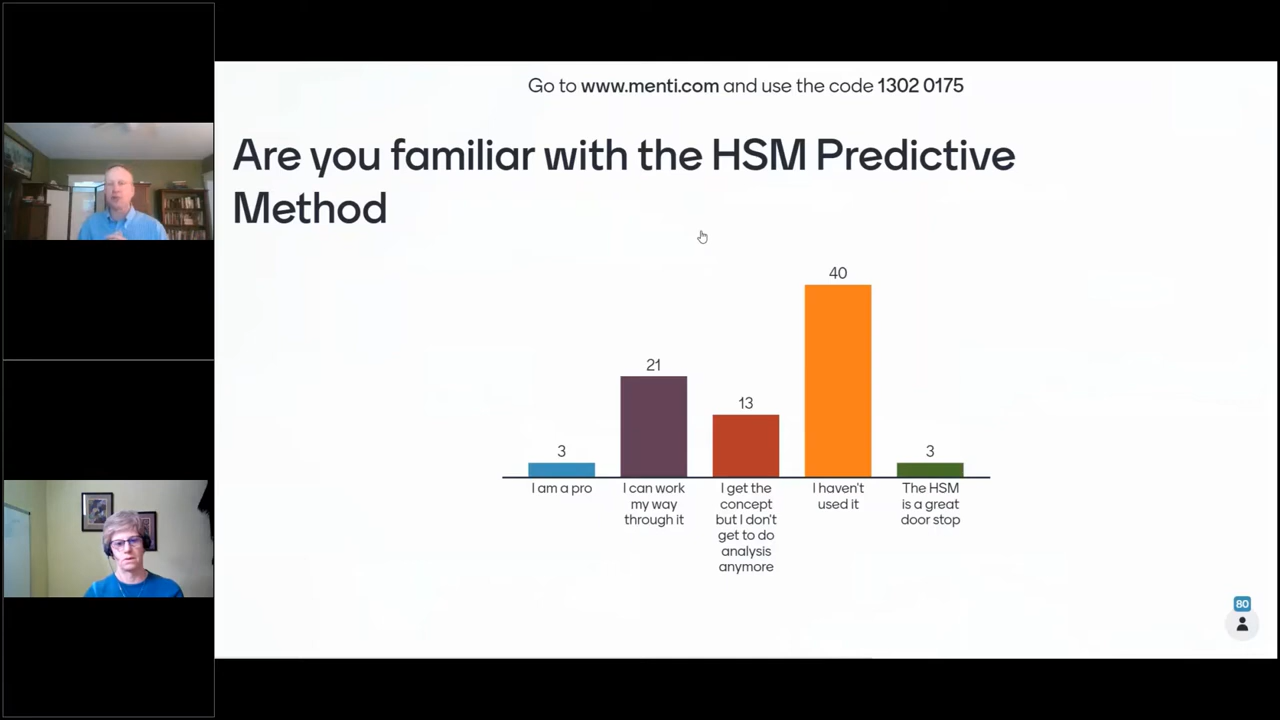 Go to www.menti.com and use the code 1302 0175
Are you familiar with the HSM Predictive
Method
3
21
13
40
3
I am a pro
I can work
my way
through it
I get the
concept
but I don't
get to do
analysis
anymore
I haven't
used it
The HSM
is a great
door stop
80